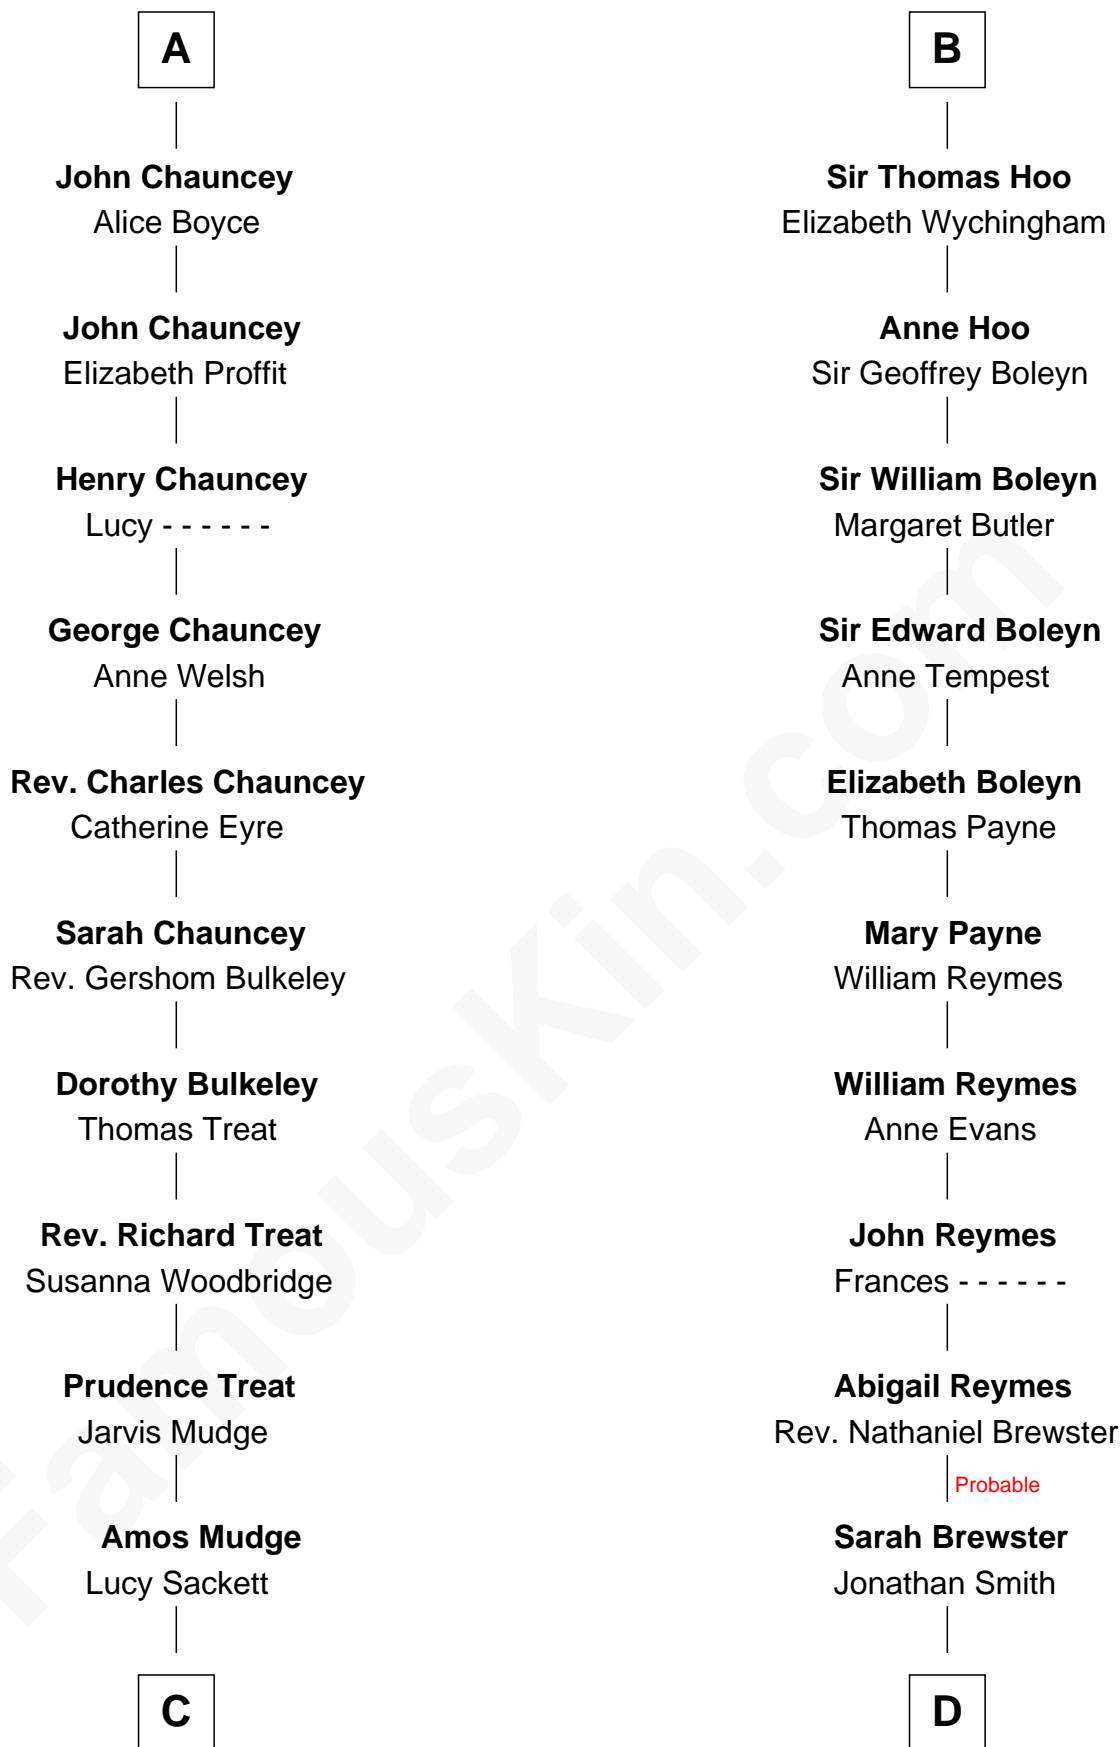 A
John Chauncey
Alice Boyce
John Chauncey
Elizabeth Proffit
Henry Chauncey
Lucy - - - - - -
George Chauncey
Anne Welsh
Rev. Charles Chauncey
Catherine Eyre
Sarah Chauncey
Rev. Gershom Bulkeley
Dorothy Bulkeley
Thomas Treat
Rev. Richard Treat
Susanna Woodbridge
Prudence Treat
Jarvis Mudge
Amos Mudge
Lucy Sackett
C
B
Sir Thomas Hoo
Elizabeth Wychingham
Anne Hoo
Sir Geoffrey Boleyn
Sir William Boleyn
Margaret Butler
Sir Edward Boleyn
Anne Tempest
Elizabeth Boleyn
Thomas Payne
Mary Payne
William Reymes
William Reymes
Anne Evans
John Reymes
Frances - - - - - -
Abigail Reymes
Rev. Nathaniel Brewster
Probable
Sarah Brewster
Jonathan Smith
D
FamousKin.com